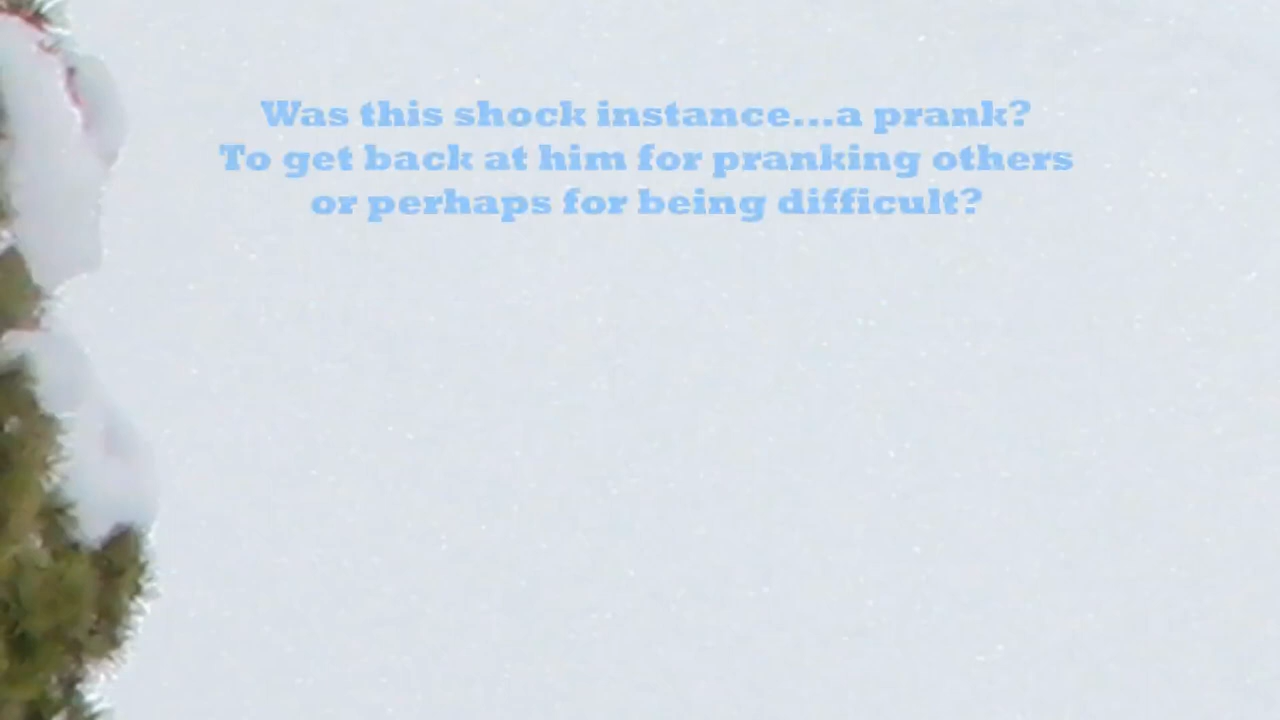 Was this shock instance...a prank?
To get back at him for pranking others
or perhaps for being difficult?